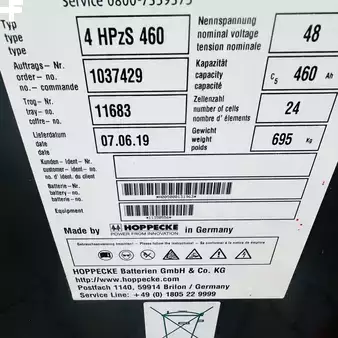 Service 0800-7339375
Typ
type
type
4 HPzS 460
Nennspannung
nominal voltage
tension nominale
48
Auftrags- Nr.
order- no.
no.- commande
1037429
Kapazität
capacity
capacité
C5 460 Ah
Trog- Nr.
tray- no.
coffre- no.
11683
Zellenzahl
number of cells
nombre d' élements
24
Lieferdatum
date of delivery
07.06.19
Gewicht
weight
poids
695 Kg
Kunden - Ident.- Nr.
customer - ident.- no.
n°. d' ident. du client
Batterie- Nr.
battery- no.
batterie- no.
Equipment
Made by HOPPECKE in Germany
POWER FROM INNOVATION
HOPPECKE Batterien GmbH & Co. KG
http://www.hoppecke.com
Postfach 1140, 59914 Brilon / Germany
Service Line: +49 (0) 1805 22 9999